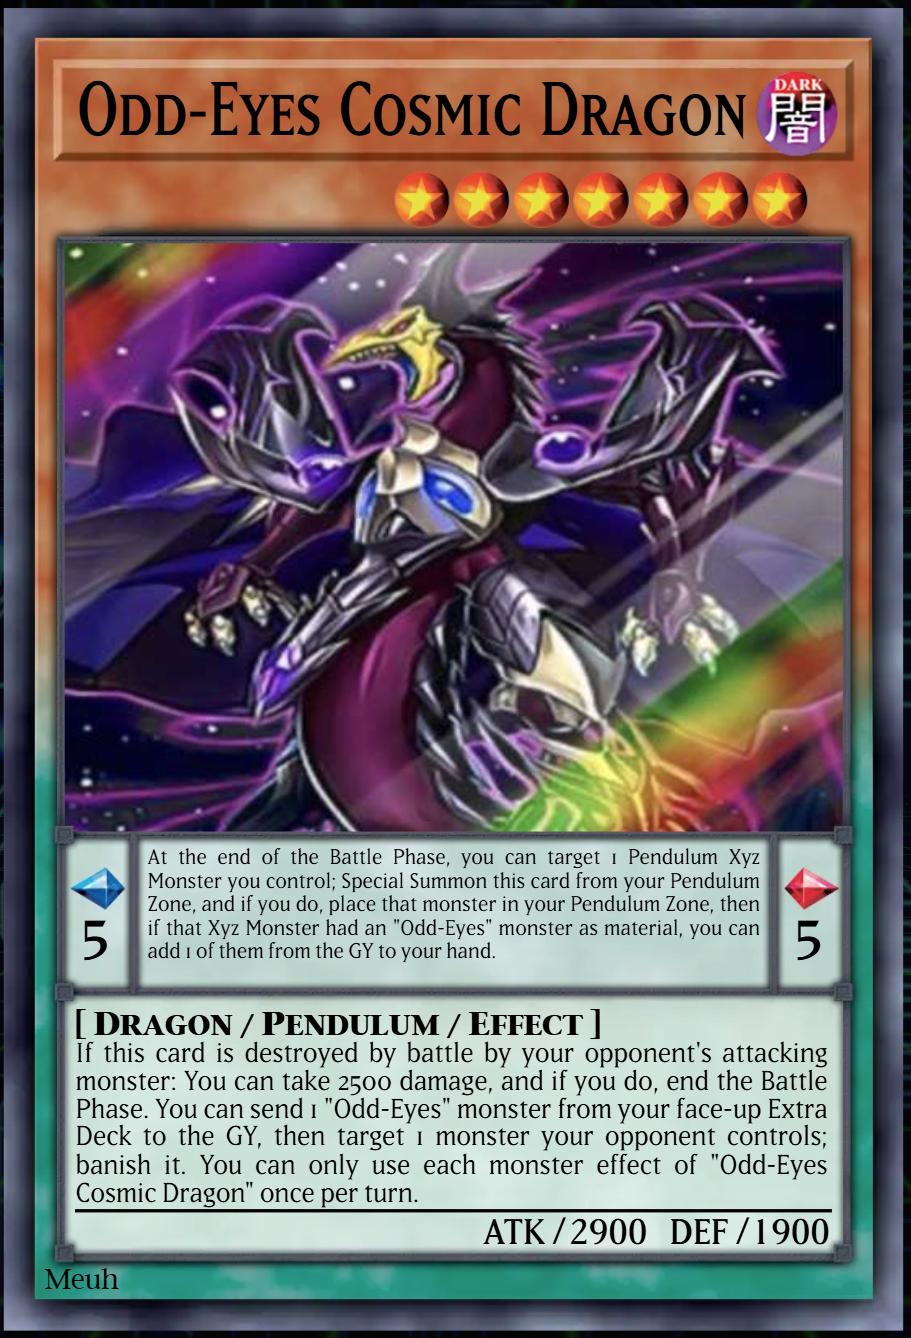 Odd-Eyes Cosmic Dragon
DARK
闇
At the end of the Battle Phase, you can target 1 Pendulum Xyz
Monster you control; Special Summon this card from your Pendulum
Zone, and if you do, place that monster in your Pendulum Zone, then
if that Xyz Monster had an "Odd-Eyes" monster as material, you can
add 1 of them from the GY to your hand.
5
5
[ Dragon / Pendulum / Effect ]
If this card is destroyed by battle by your opponent's attacking
monster: You can take 2500 damage, and if you do, end the Battle
Phase. You can send 1 "Odd-Eyes" monster from your face-up Extra
Deck to the GY, then target 1 monster your opponent controls;
banish it. You can only use each monster effect of "Odd-Eyes
Cosmic Dragon" once per turn.
ATK / 2900 DEF / 1900
Meuh